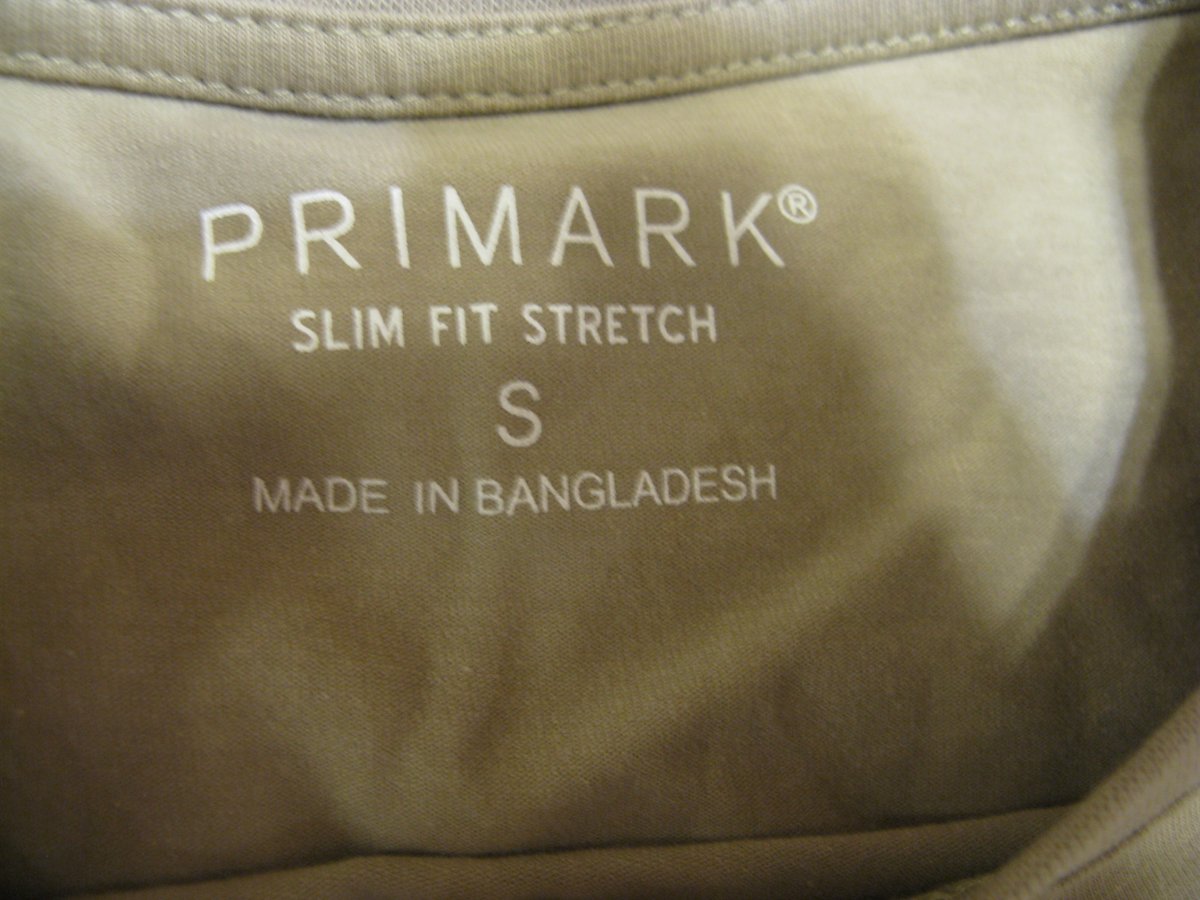 PRIMARK®
SLIM FIT STRETCH
S
MADE IN BANGLADESH